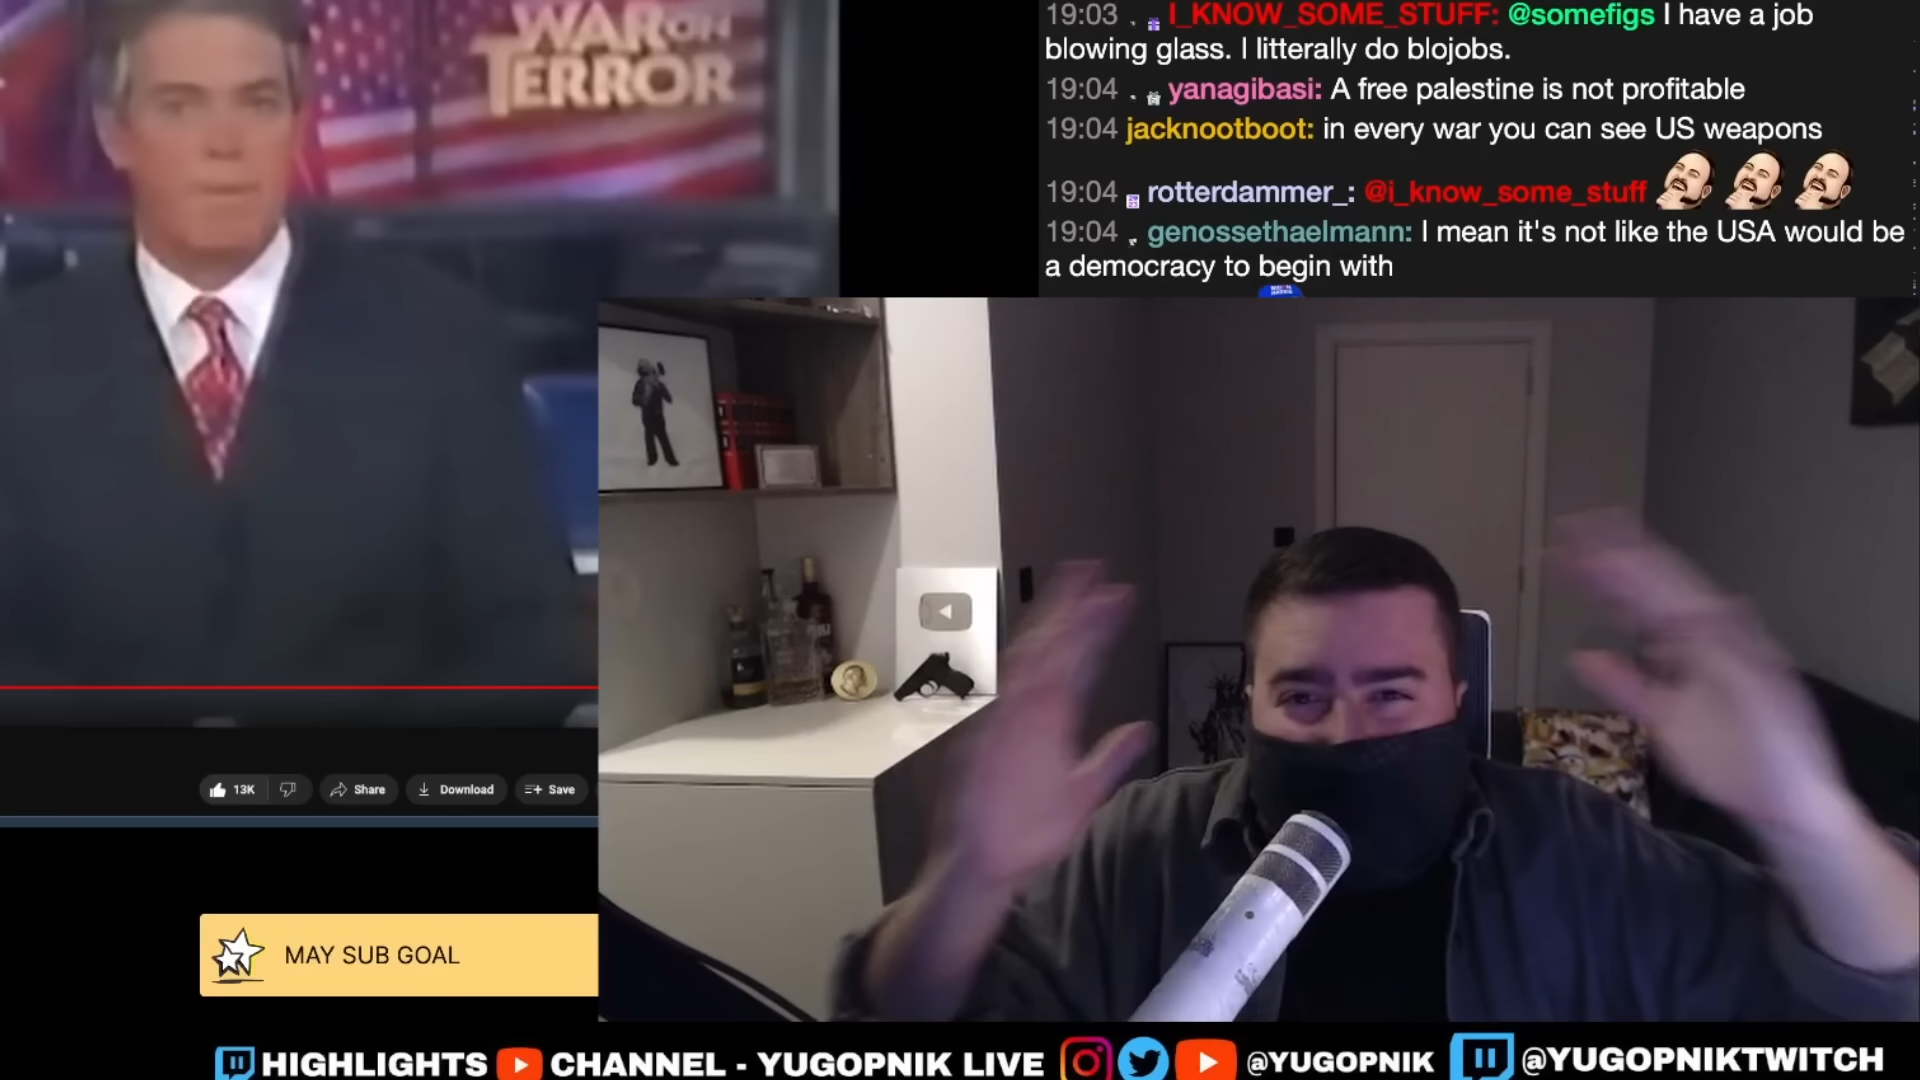 WAR ON
TERROR
19:03 I_KNOW_SOME_STUFF: @somefigs I have a job
blowing glass. I litterally do blojobs.
19:04 yanagibasi: A free palestine is not profitable
19:04 jacknootboot: in every war you can see US weapons
19:04 rotterdammer_: @i_know_some_stuff
19:04 genossethaelmann: I mean it's not like the USA would be
a democracy to begin with
13K Share Download Save
MAY SUB GOAL
HIGHLIGHTS CHANNEL - YUGOPNIK LIVE @YUGOPNIK @YUGOPNIKTWITCH